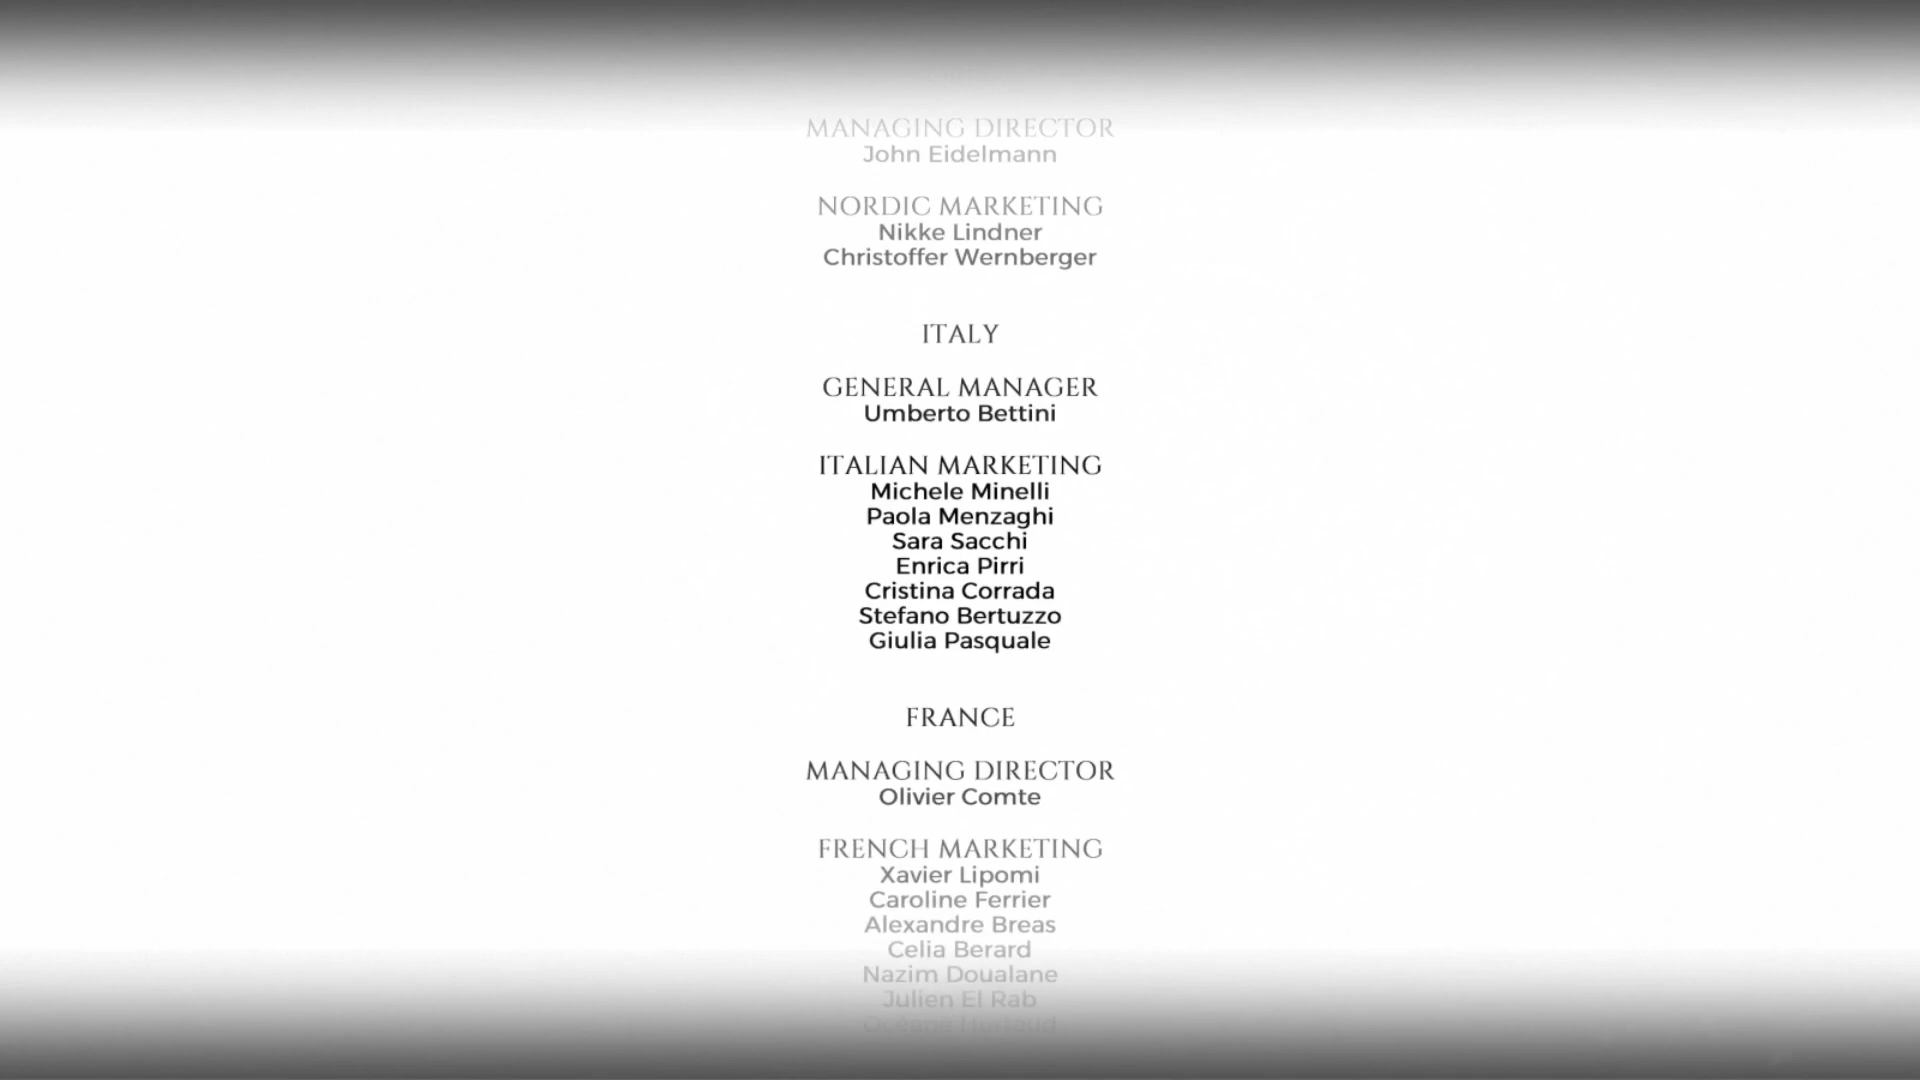 MANAGING DIRECTOR
John Eidelmann
NORDIC MARKETING
Nikke Lindner
Christoffer Wernberger
ITALY
GENERAL MANAGER
Umberto Bettini
ITALIAN MARKETING
Michele Minelli
Paola Menzaghi
Sara Sacchi
Enrica Pirri
Cristina Corrada
Stefano Bertuzzo
Giulia Pasquale
FRANCE
MANAGING DIRECTOR
Olivier Comte
FRENCH MARKETING
Xavier Lipomi
Caroline Ferrier
Alexandre Breas
Celia Berard
Nazim Doualane
Julien El Rab